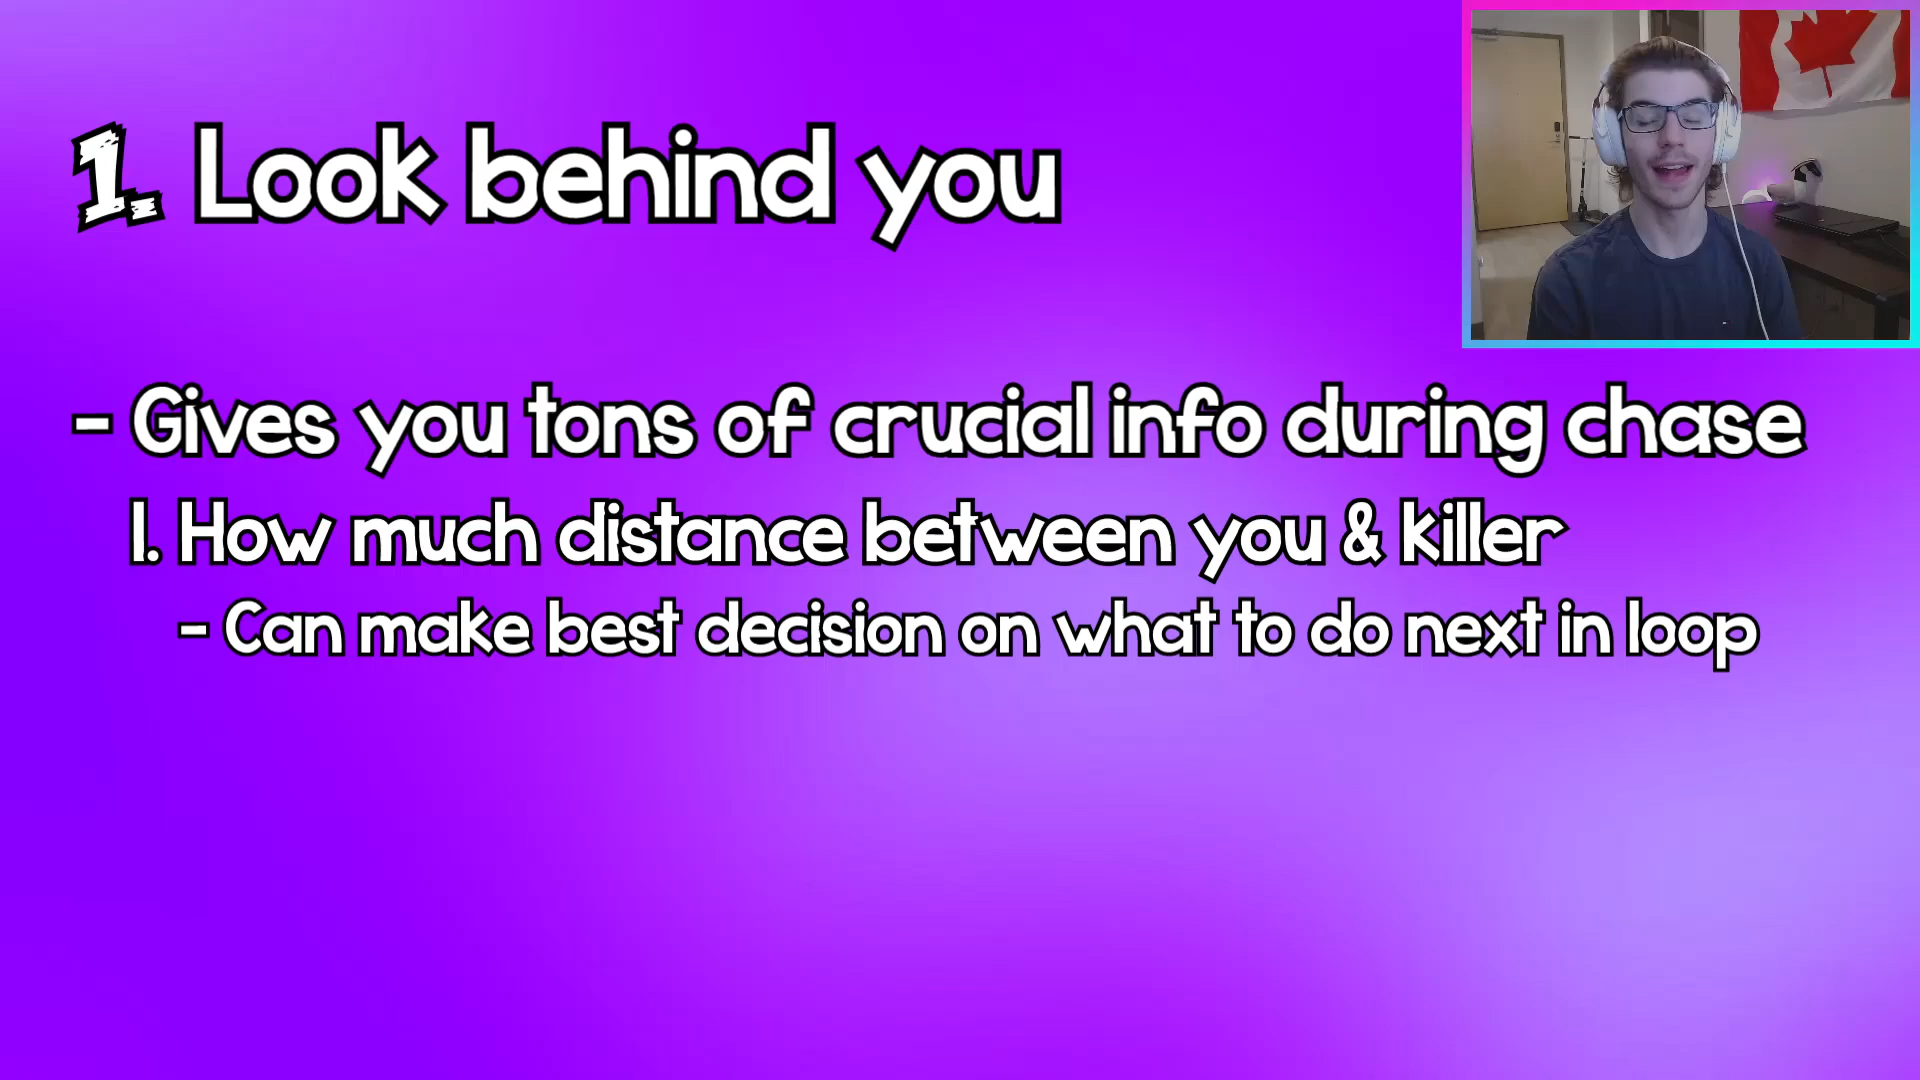 1. Look behind you
- Gives you tons of crucial info during chase
1. How much distance between you & killer
- Can make best decision on what to do next in loop